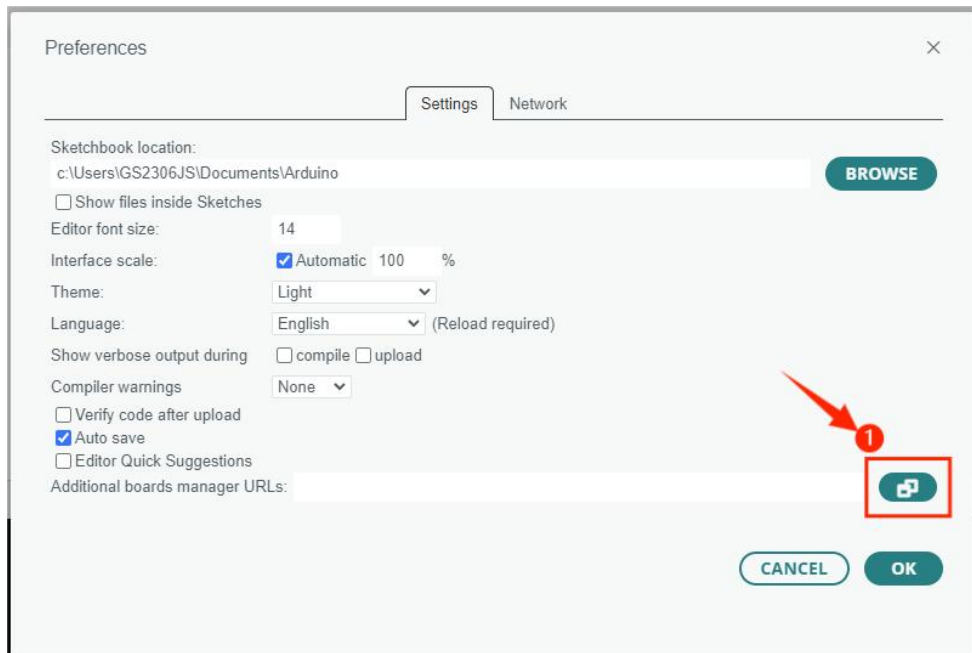 Preferences
Settings Network
Sketchbook location:
c:\Users\GS2306JS\Documents\Arduino
BROWSE
Show files inside Sketches
Editor font size: 14
Interface scale: Automatic 100 %
Theme: Light
Language: English (Reload required)
Show verbose output during compile upload
Compiler warnings None
Verify code after upload
Auto save
Editor Quick Suggestions
1
Additional boards manager URLs:
CANCEL OK